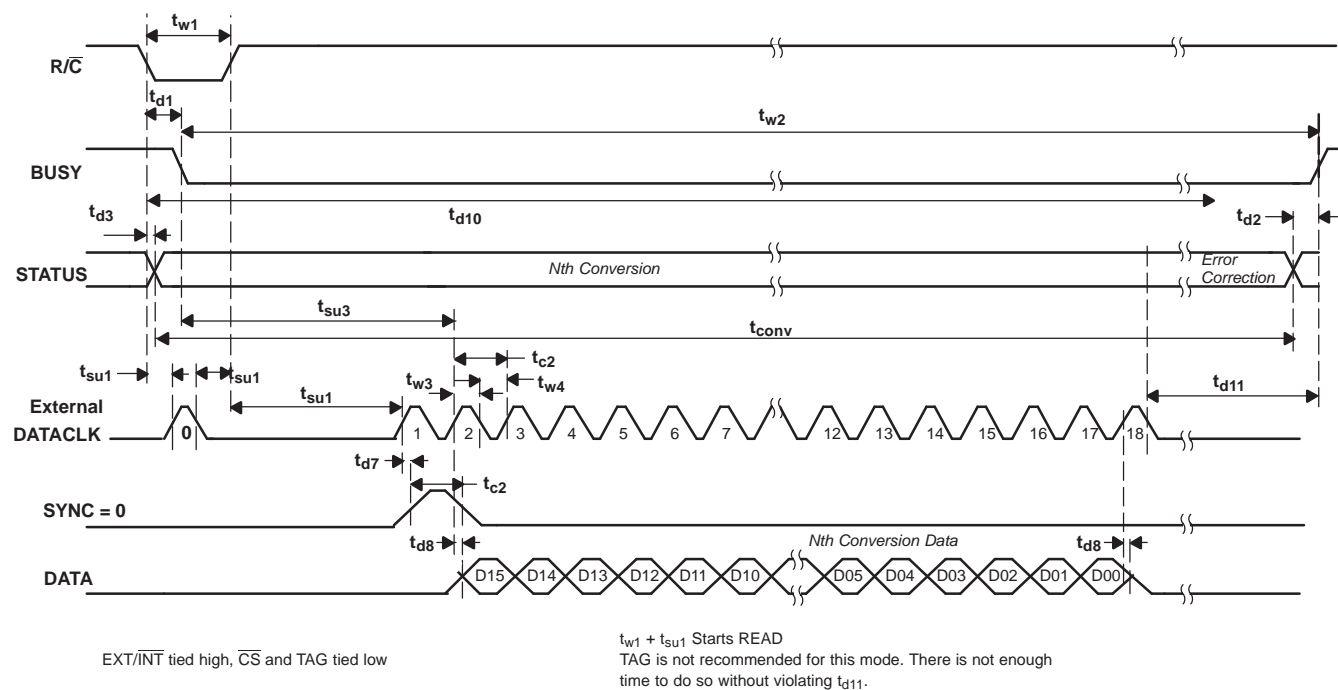 tw1
R/C̅
td1
tw2
BUSY
td3
td10
td2
STATUS
Nth Conversion
Error
Correction
tsu3
tconv
tc2
tsu1
tsu1
tsu1
tw3
tw4
td11
External
DATACLK
0
1
2
3
4
5
6
7
12
13
14
15
16
17
18
td7
tc2
SYNC = 0
td8
Nth Conversion Data
td8
DATA
D15
D14
D13
D12
D11
D10
D05
D04
D03
D02
D01
D00
EXT/I̅N̅T̅ tied high, C̅S̅ and TAG tied low
tw1 + tsu1 Starts READ
TAG is not recommended for this mode. There is not enough
time to do so without violating td11.